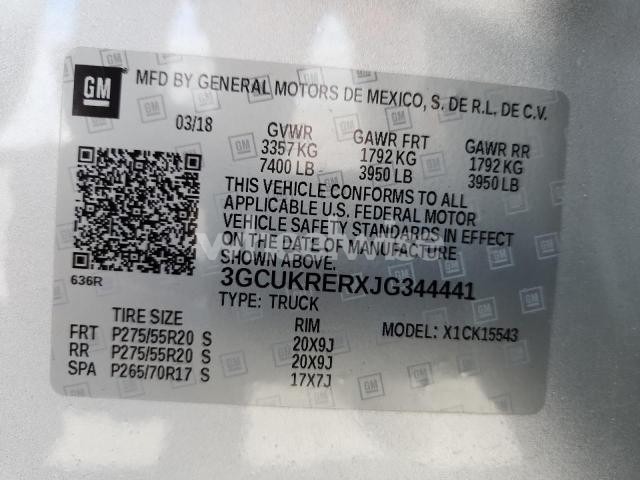 GM
MFD BY GENERAL MOTORS DE MEXICO, S. DE R.L. DE C.V.
03/18 GVWR GAWR FRT GAWR RR
3357 KG 1792 KG 1792 KG
7400 LB 3950 LB 3950 LB
THIS VEHICLE CONFORMS TO ALL
APPLICABLE U.S. FEDERAL MOTOR
VEHICLE SAFETY STANDARDS IN EFFECT
ON THE DATE OF MANUFACTURE
SHOWN ABOVE.
636R
3GCUKRERXJG344441
TYPE: TRUCK
TIRE SIZE RIM MODEL: X1CK15543
FRT P275/55R20 S 20X9J
RR P275/55R20 S 20X9J
SPA P265/70R17 S 17X7J